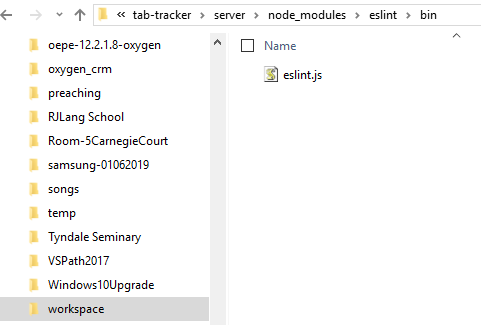 « tab-tracker › server › node_modules › eslint › bin
oepe-12.2.1.8-oxygen
oxygen_crm
preaching
RJLang School
Room-5CarnegieCourt
samsung-01062019
songs
temp
Tyndale Seminary
VSPath2017
Windows10Upgrade
workspace
Name
eslint.js